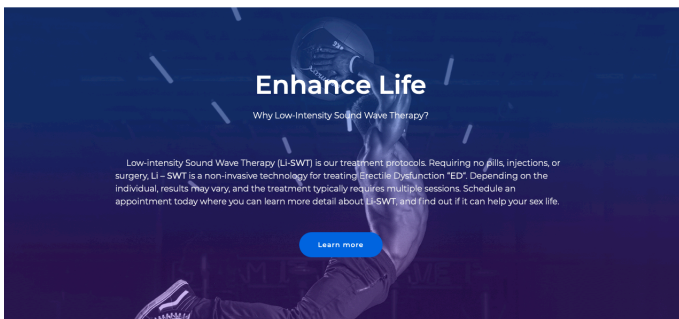 Enhance Life
Why Low-Intensity Sound Wave Therapy?
Low-intensity Sound Wave Therapy (Li-SWT) is our treatment protocols. Requiring no pills, injections, or
surgery, Li – SWT is a non-invasive technology for treating Erectile Dysfunction "ED". Depending on the
individual, results may vary, and the treatment typically requires multiple sessions. Schedule an
appointment today where you can learn more detail about Li-SWT, and find out if it can help your sex life.
Learn more